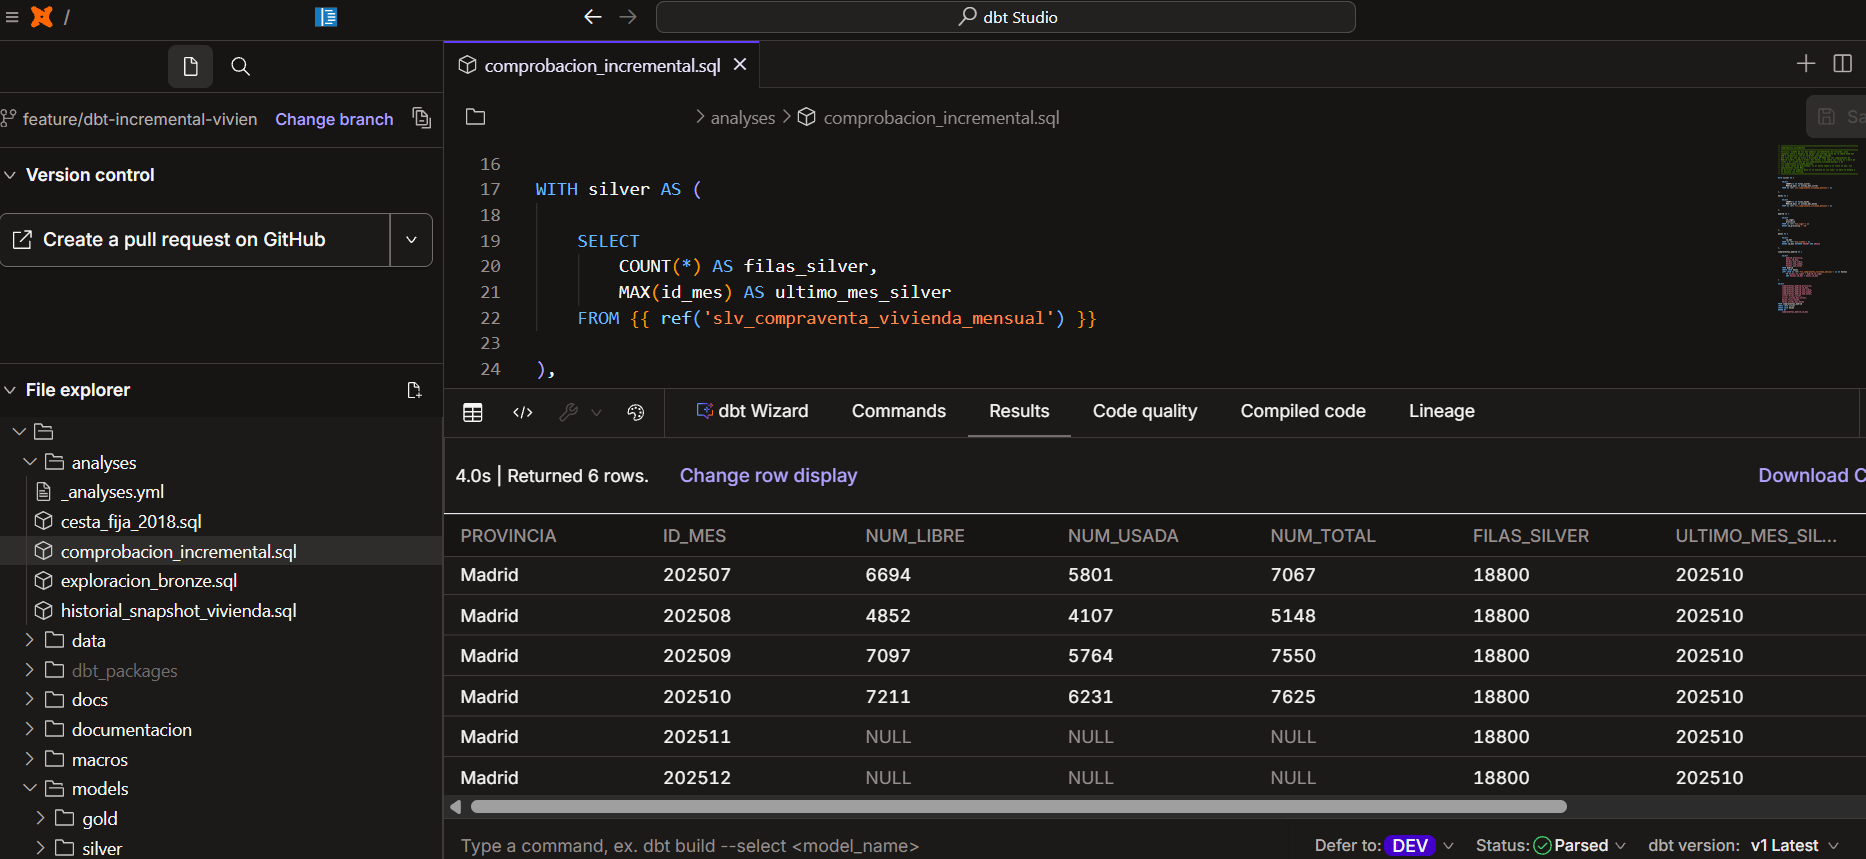 /
dbt Studio
comprobacion_incremental.sql
feature/dbt-incremental-vivien
Change branch
analyses
comprobacion_incremental.sql
Version control
Create a pull request on GitHub
16
17 WITH silver AS (
18
19 SELECT
20 COUNT(*) AS filas_silver,
21 MAX(id_mes) AS ultimo_mes_silver
22 FROM {{ ref('slv_compraventa_vivienda_mensual') }}
23
24 ),
File explorer
analyses
_analyses.yml
cesta_fija_2018.sql
comprobacion_incremental.sql
exploracion_bronze.sql
historial_snapshot_vivienda.sql
data
dbt_packages
docs
documentacion
macros
models
gold
silver
dbt Wizard Commands Results Code quality Compiled code Lineage
4.0s | Returned 6 rows. Change row display Download C
PROVINCIA ID_MES NUM_LIBRE NUM_USADA NUM_TOTAL FILAS_SILVER ULTIMO_MES_SIL...
Madrid 202507 6694 5801 7067 18800 202510
Madrid 202508 4852 4107 5148 18800 202510
Madrid 202509 7097 5764 7550 18800 202510
Madrid 202510 7211 6231 7625 18800 202510
Madrid 202511 NULL NULL NULL 18800 202510
Madrid 202512 NULL NULL NULL 18800 202510
Type a command, ex. dbt build --select <model_name>
Defer to: DEV Status: Parsed dbt version: v1 Latest